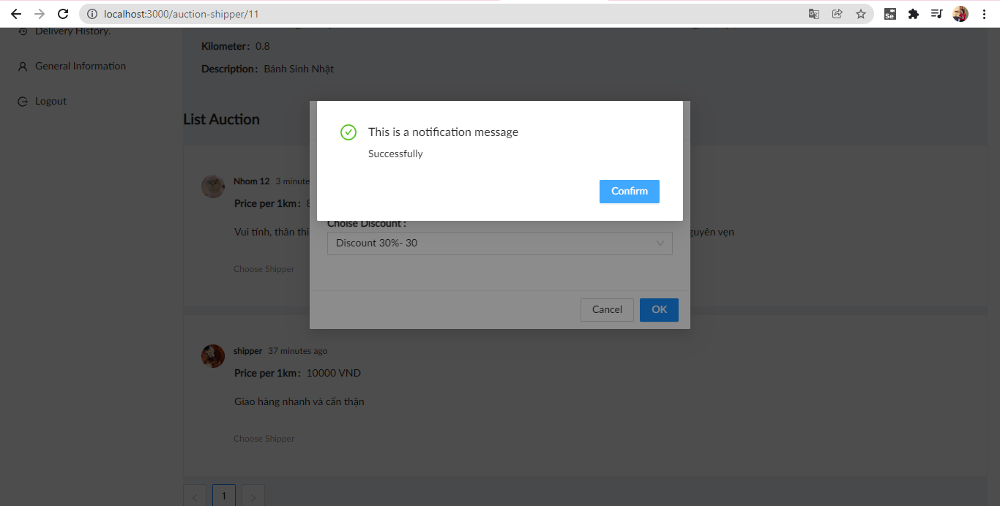 localhost:3000/auction-shipper/11
Se
Delivery History.
General Information
Logout
Kilometer: 0.8
Description: Bánh Sinh Nhật
List Auction
This is a notification message
Successfully
Confirm
Nhom 12 3 minute
Price per 1km: 8
Vui tính, thân thi
guyên vẹn
Choose Shipper
Choise Discount :
Discount 30%- 30
Cancel
OK
shipper 37 minutes ago
Price per 1km: 10000 VND
Giao hàng nhanh và cẩn thận
Choose Shipper
< 1 >